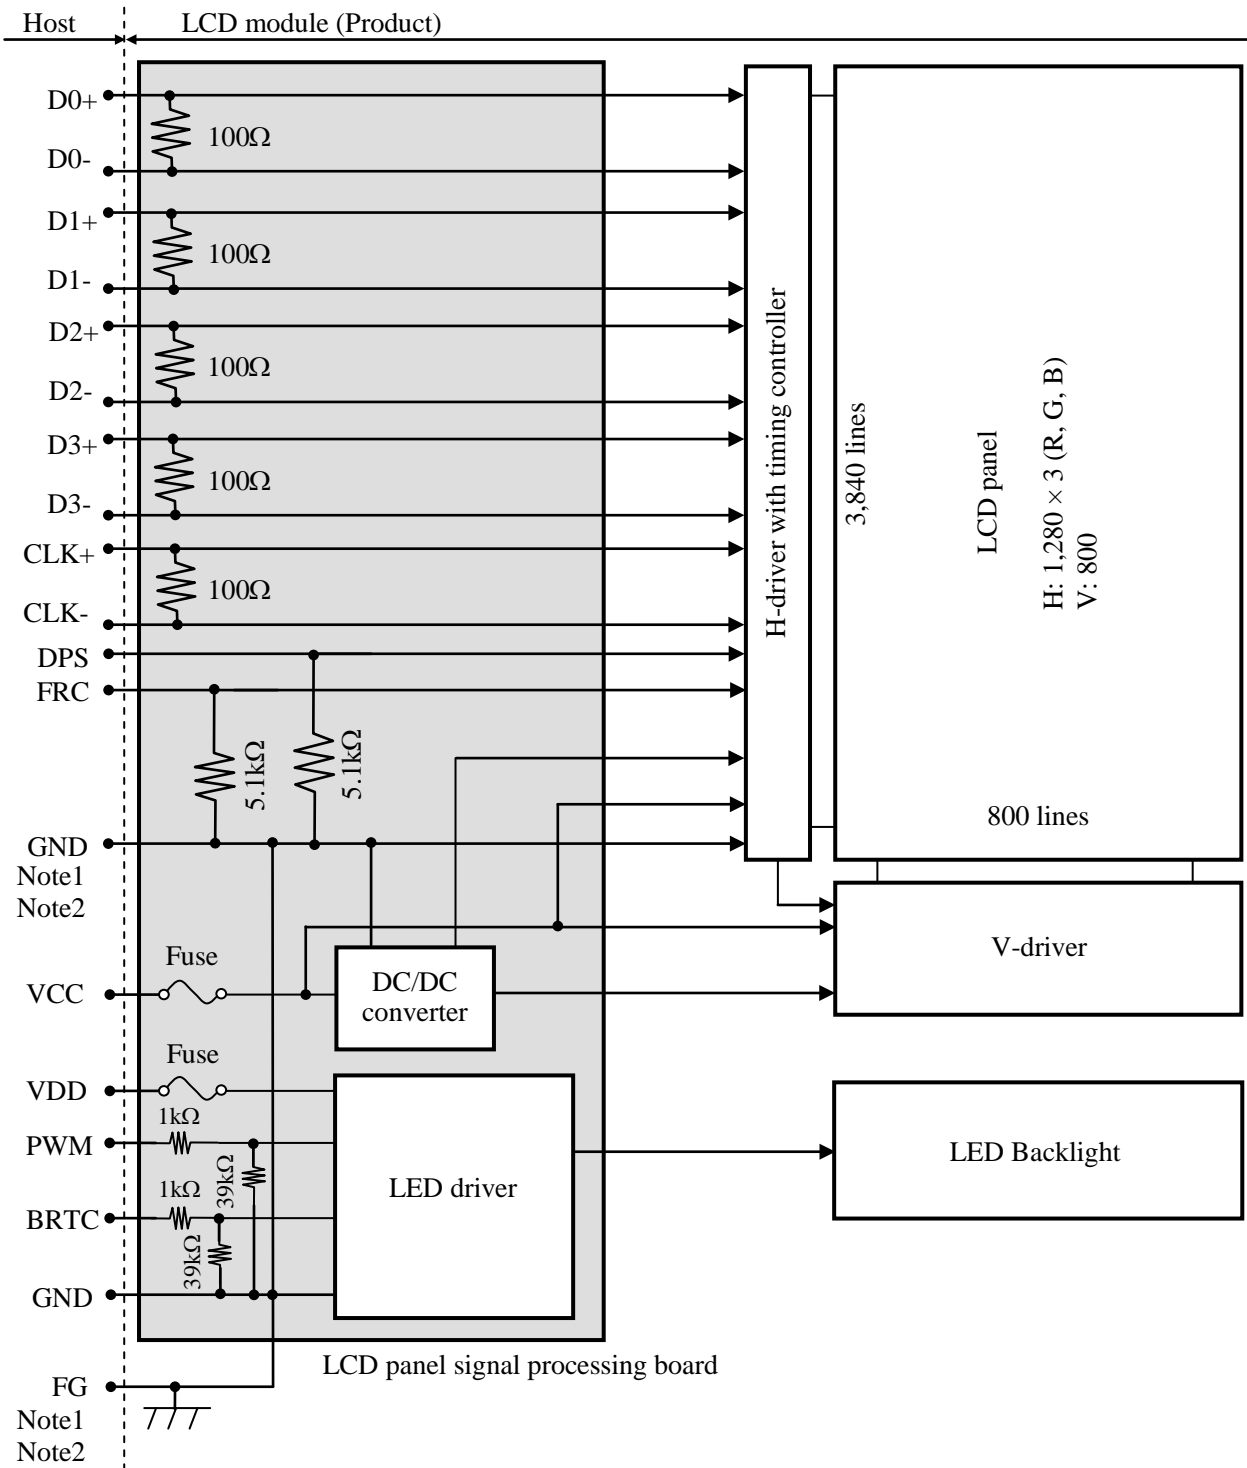 Host
LCD module (Product)
D0+
100Ω
D0-
D1+
100Ω
D1-
D2+
100Ω
D2-
D3+
100Ω
D3-
CLK+
100Ω
CLK-
DPS
FRC
5.1kΩ
5.1kΩ
GND
Note1
Note2
H-driver with timing controller
3,840 lines
LCD panel
H: 1,280 × 3 (R, G, B)
V: 800
800 lines
V-driver
Fuse
VCC
DC/DC
converter
Fuse
VDD
1kΩ
PWM
39kΩ
1kΩ
BRTC
39kΩ
GND
LED driver
LED Backlight
LCD panel signal processing board
FG
Note1
Note2